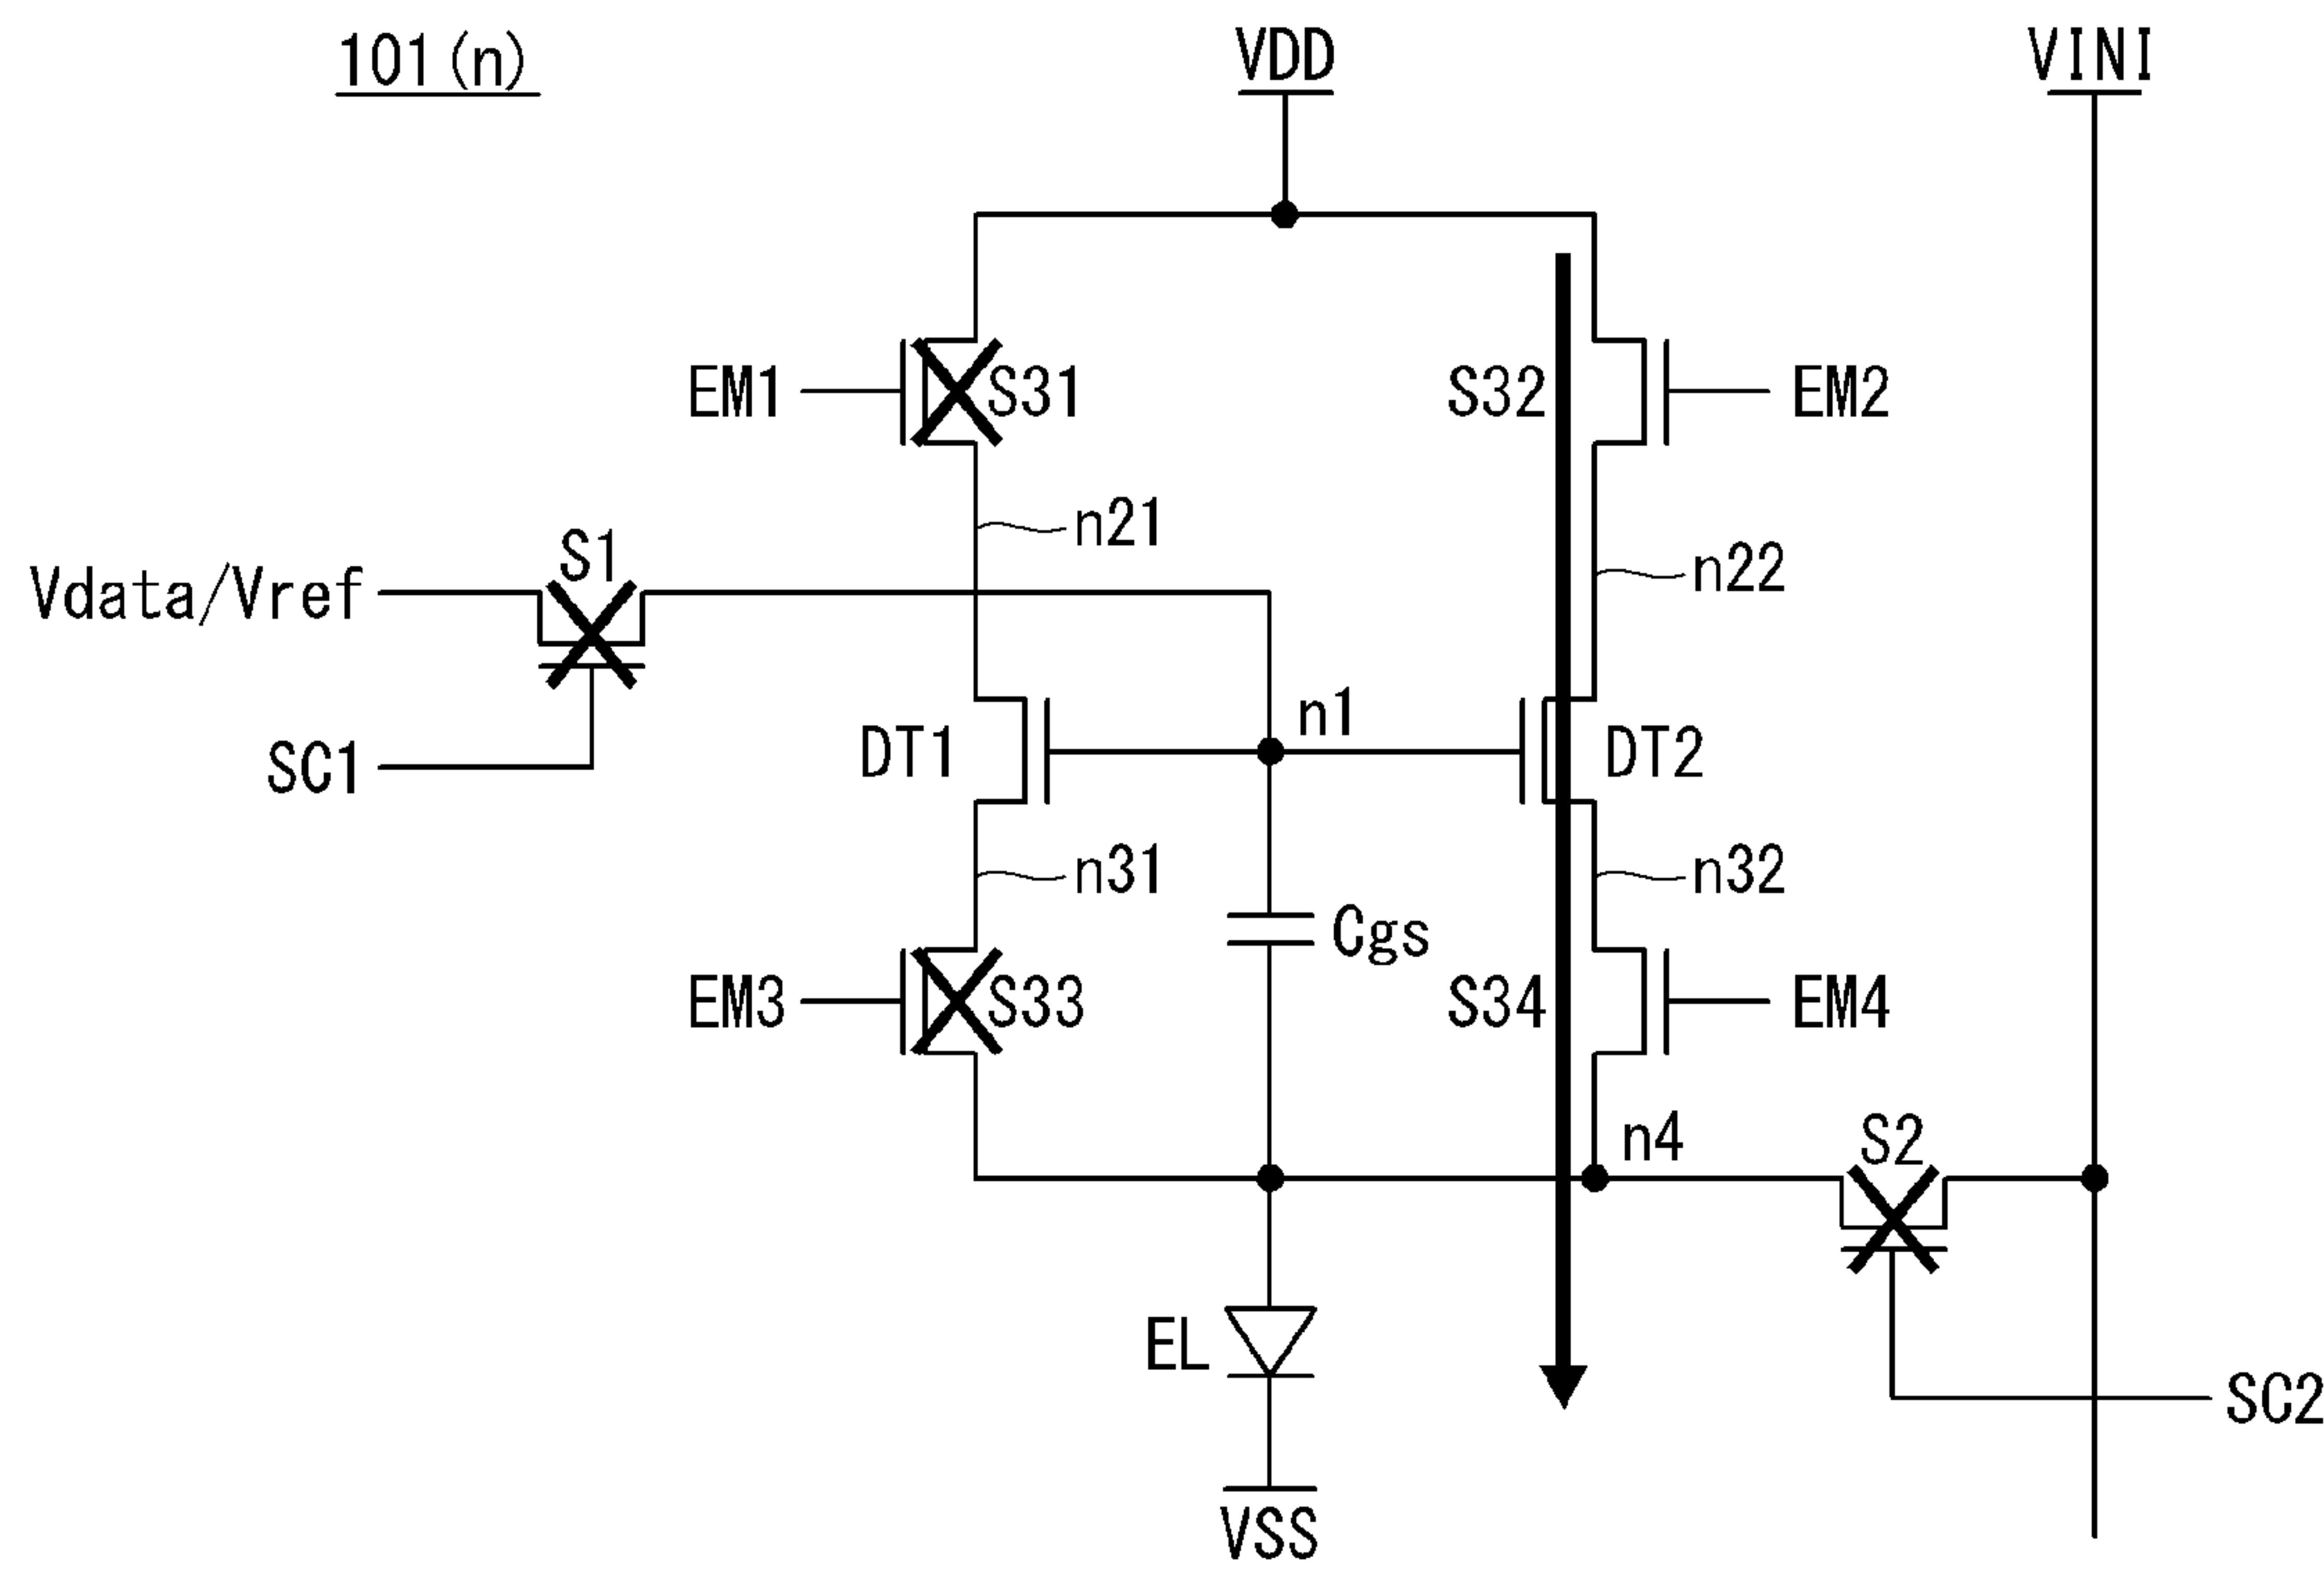 101(n)
VDD
VINI
EM1
S31
S32
EM2
n21
S1
n22
Vdata/Vref
n1
DT1
DT2
SC1
n31
n32
Cgs
EM3
S33
S34
EM4
n4
S2
EL
SC2
VSS